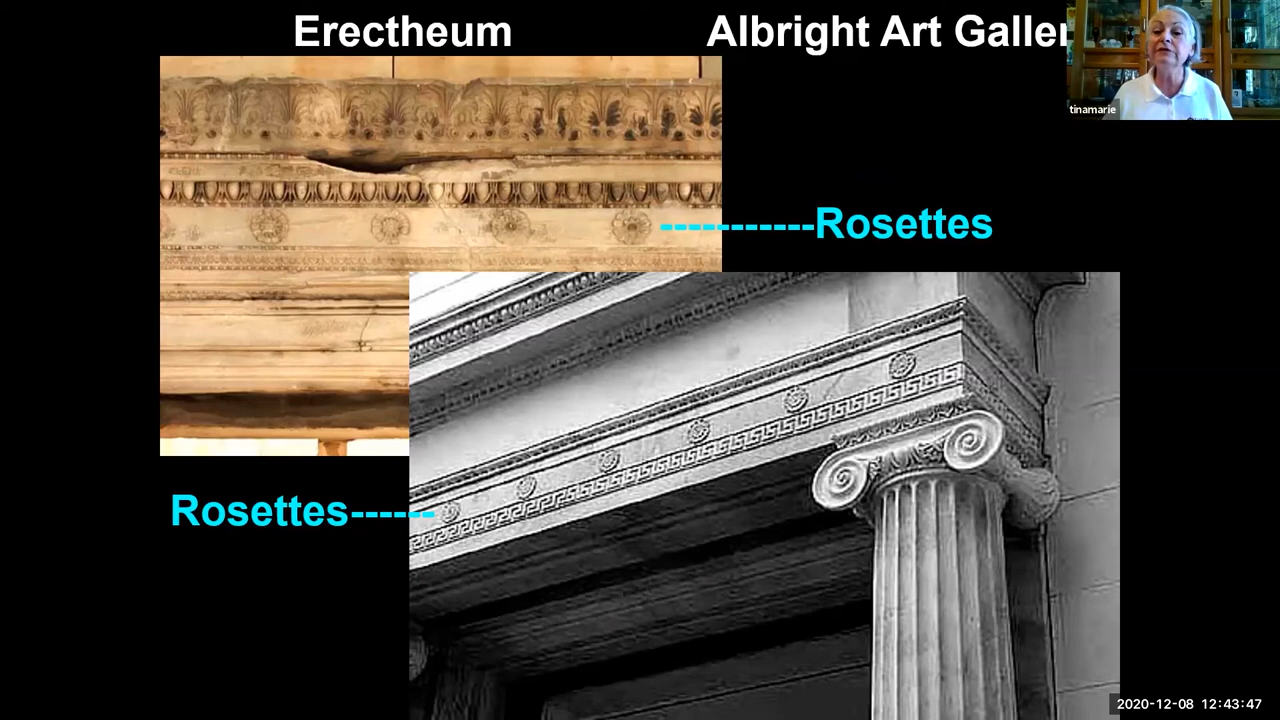 Erectheum
Albright Art Galler
tinamarie
-----------Rosettes
Rosettes------
2020-12-08 12:43:47